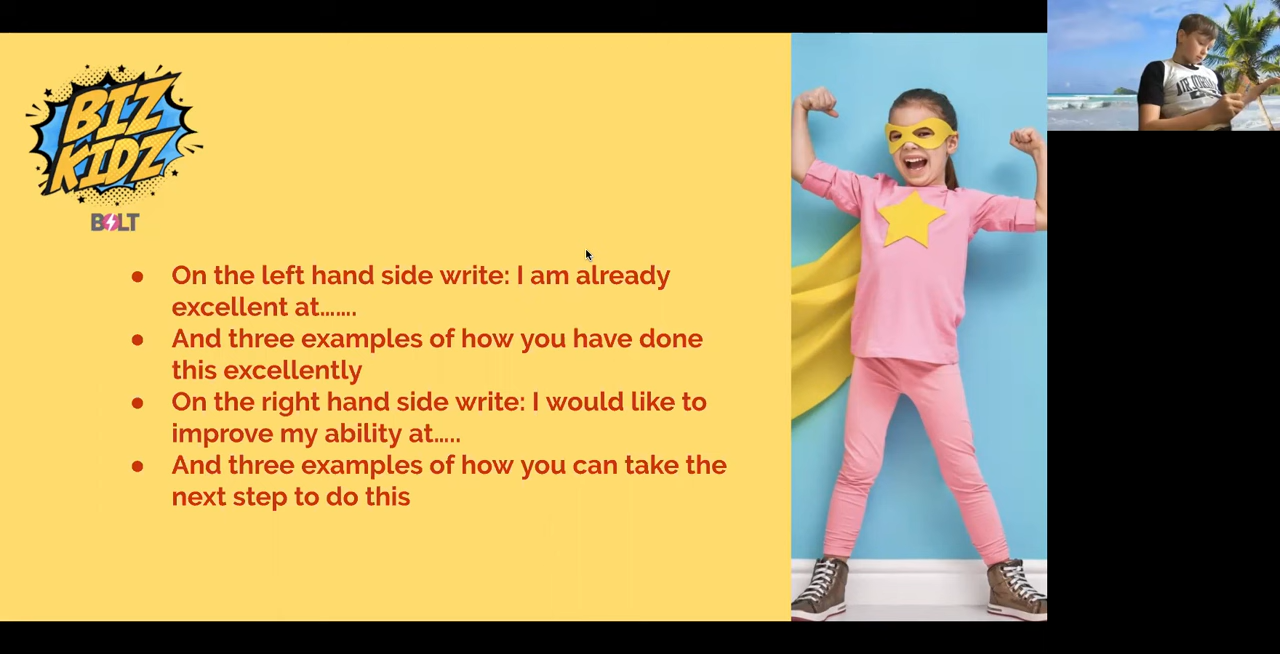 BIZ
KIDZ
BOLT
● On the left hand side write: I am already
excellent at.......
● And three examples of how you have done
this excellently
● On the right hand side write: I would like to
improve my ability at.....
● And three examples of how you can take the
next step to do this
AIR JORDAN